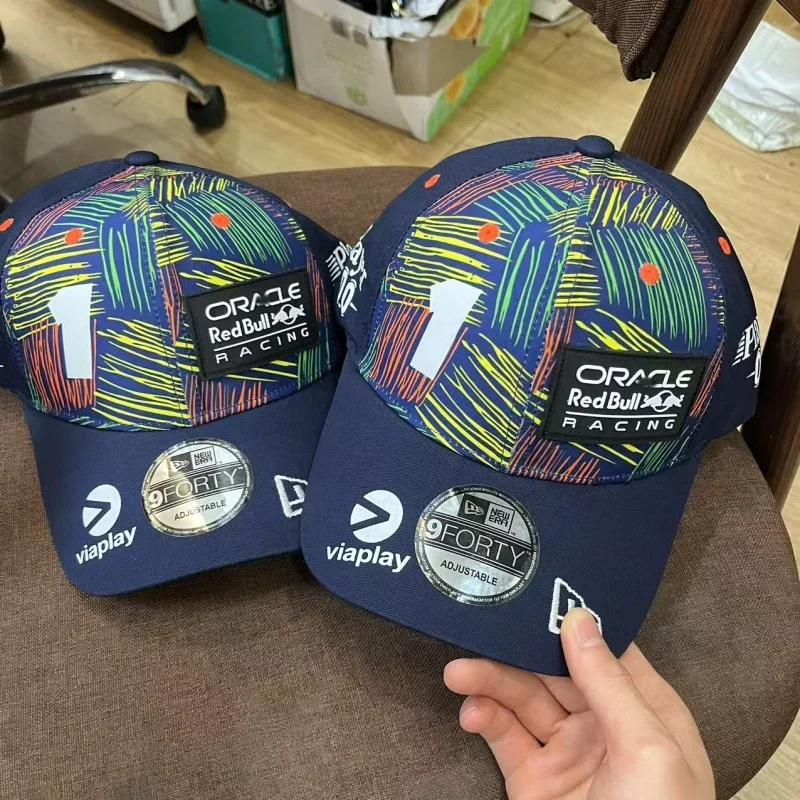 1
ORACLE
Red Bull
RACING
NEW ERA
9FORTY
ADJUSTABLE
viaplay
1
ORACLE
Red Bull
RACING
NEW ERA
9FORTY
ADJUSTABLE
viaplay